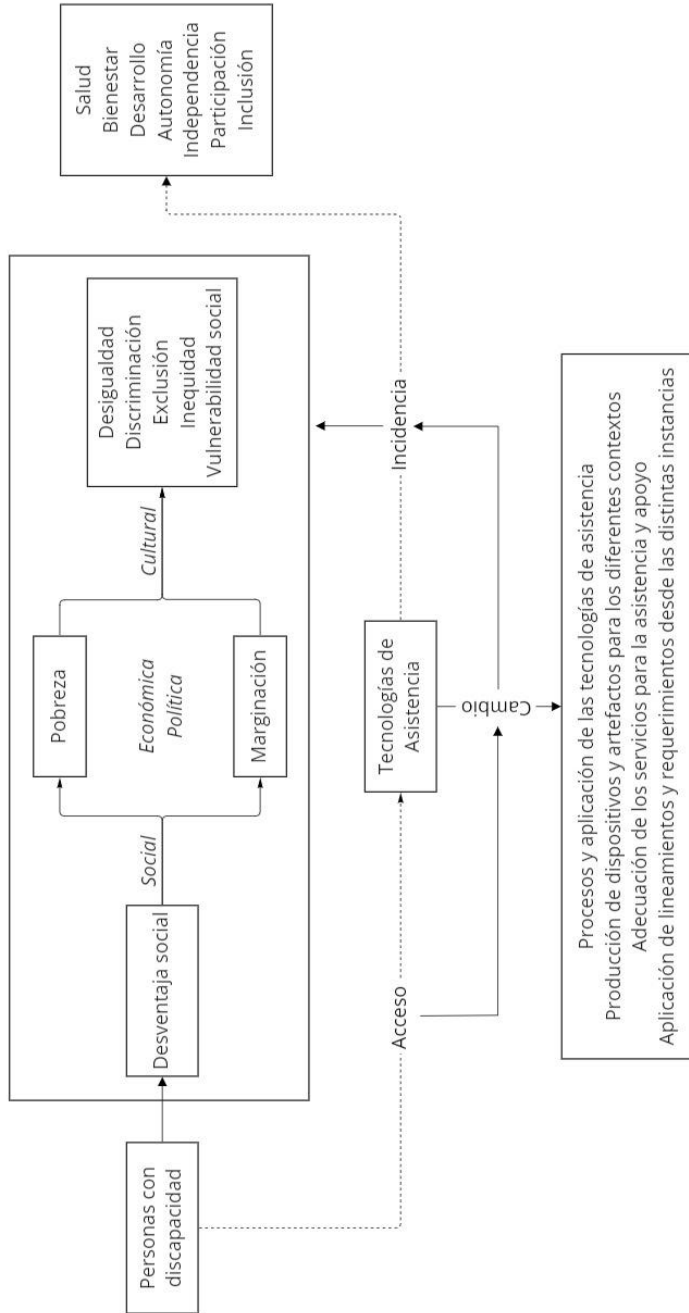 Personas con
discapacidad
Desventaja social
Social
Pobreza
Económica
Política
Marginación
Cultural
Desigualdad
Discriminación
Exclusión
Inequidad
Vulnerabilidad social
Salud
Bienestar
Desarrollo
Autonomía
Independencia
Participación
Inclusión
Acceso
Tecnologías de
Asistencia
Incidencia
Cambio
Procesos y aplicación de las tecnologías de asistencia
Producción de dispositivos y artefactos para los diferentes contextos
Adecuación de los servicios para la asistencia y apoyo
Aplicación de lineamientos y requerimientos desde las distintas instancias